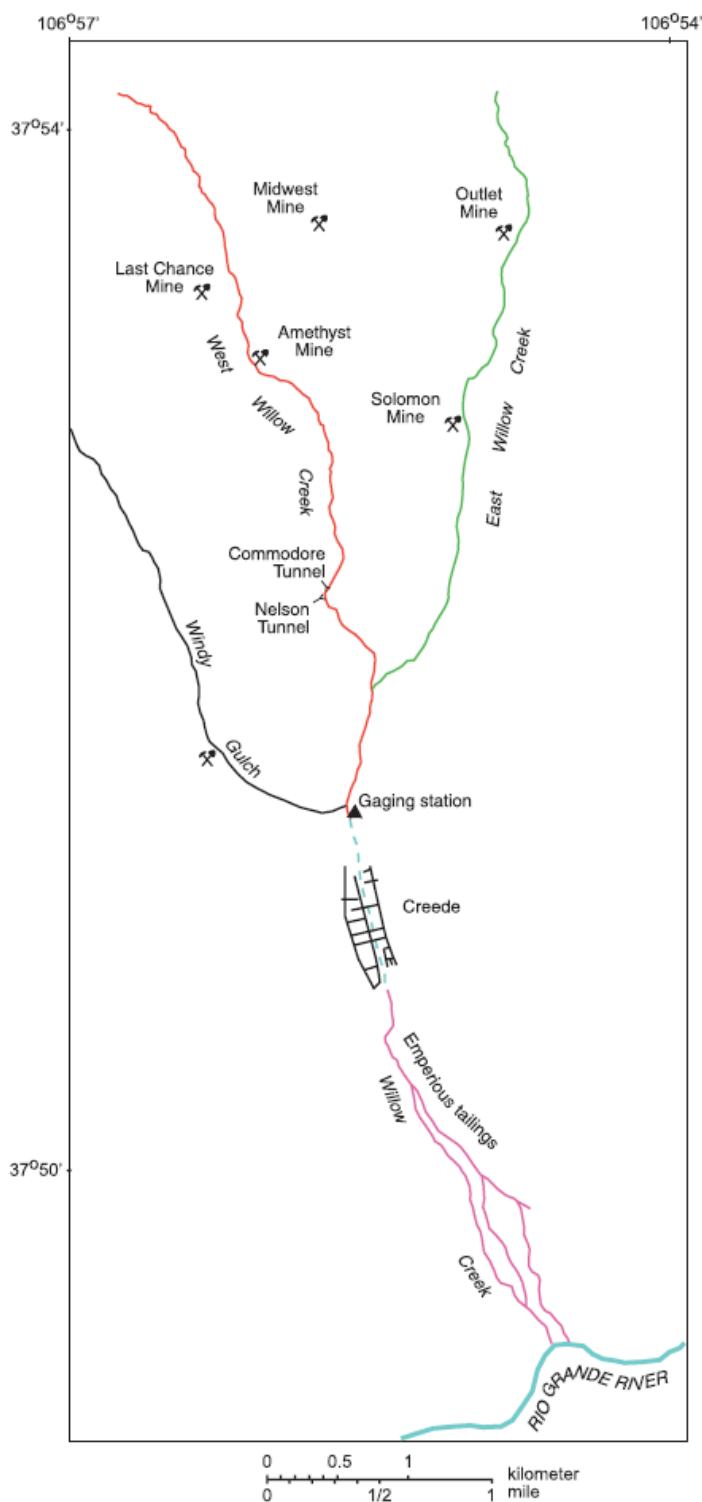 106°57'
106°54'
37°54'
Midwest
Mine
Outlet
Mine
Last Chance
Mine
Amethyst
Mine
West
Willow
Creek
Solomon
Mine
East
Willow
Creek
Commodore
Tunnel
Nelson
Tunnel
Windy
Gulch
Gaging station
Creede
Emperious tailings
Willow
Creek
37°50'
RIO GRANDE RIVER
0 0.5 1
kilometer
mile
0 1/2 1